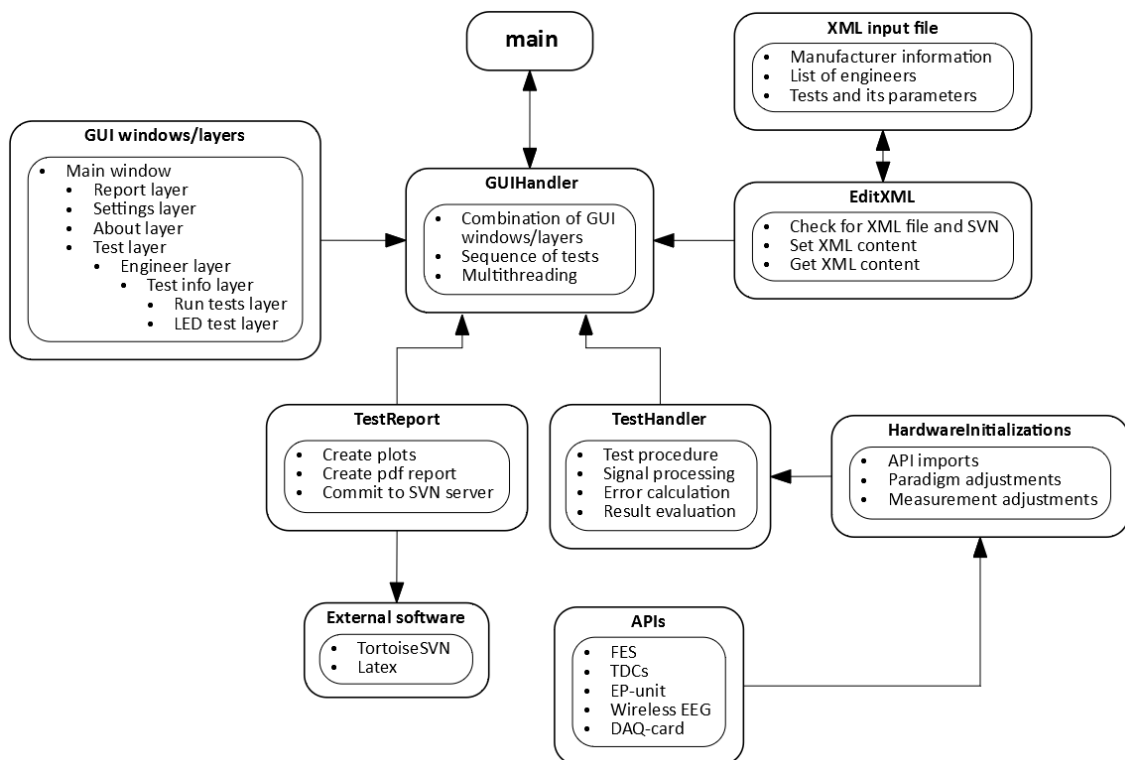 main
XML input file
• Manufacturer information
• List of engineers
• Tests and its parameters
GUI windows/layers
• Main window
• Report layer
• Settings layer
• About layer
• Test layer
• Engineer layer
• Test info layer
• Run tests layer
• LED test layer
GUIHandler
• Combination of GUI
windows/layers
• Sequence of tests
• Multithreading
EditXML
• Check for XML file and SVN
• Set XML content
• Get XML content
TestReport
• Create plots
• Create pdf report
• Commit to SVN server
TestHandler
• Test procedure
• Signal processing
• Error calculation
• Result evaluation
HardwareInitializations
• API imports
• Paradigm adjustments
• Measurement adjustments
External software
• TortoiseSVN
• Latex
APIs
• FES
• TDCs
• EP-unit
• Wireless EEG
• DAQ-card